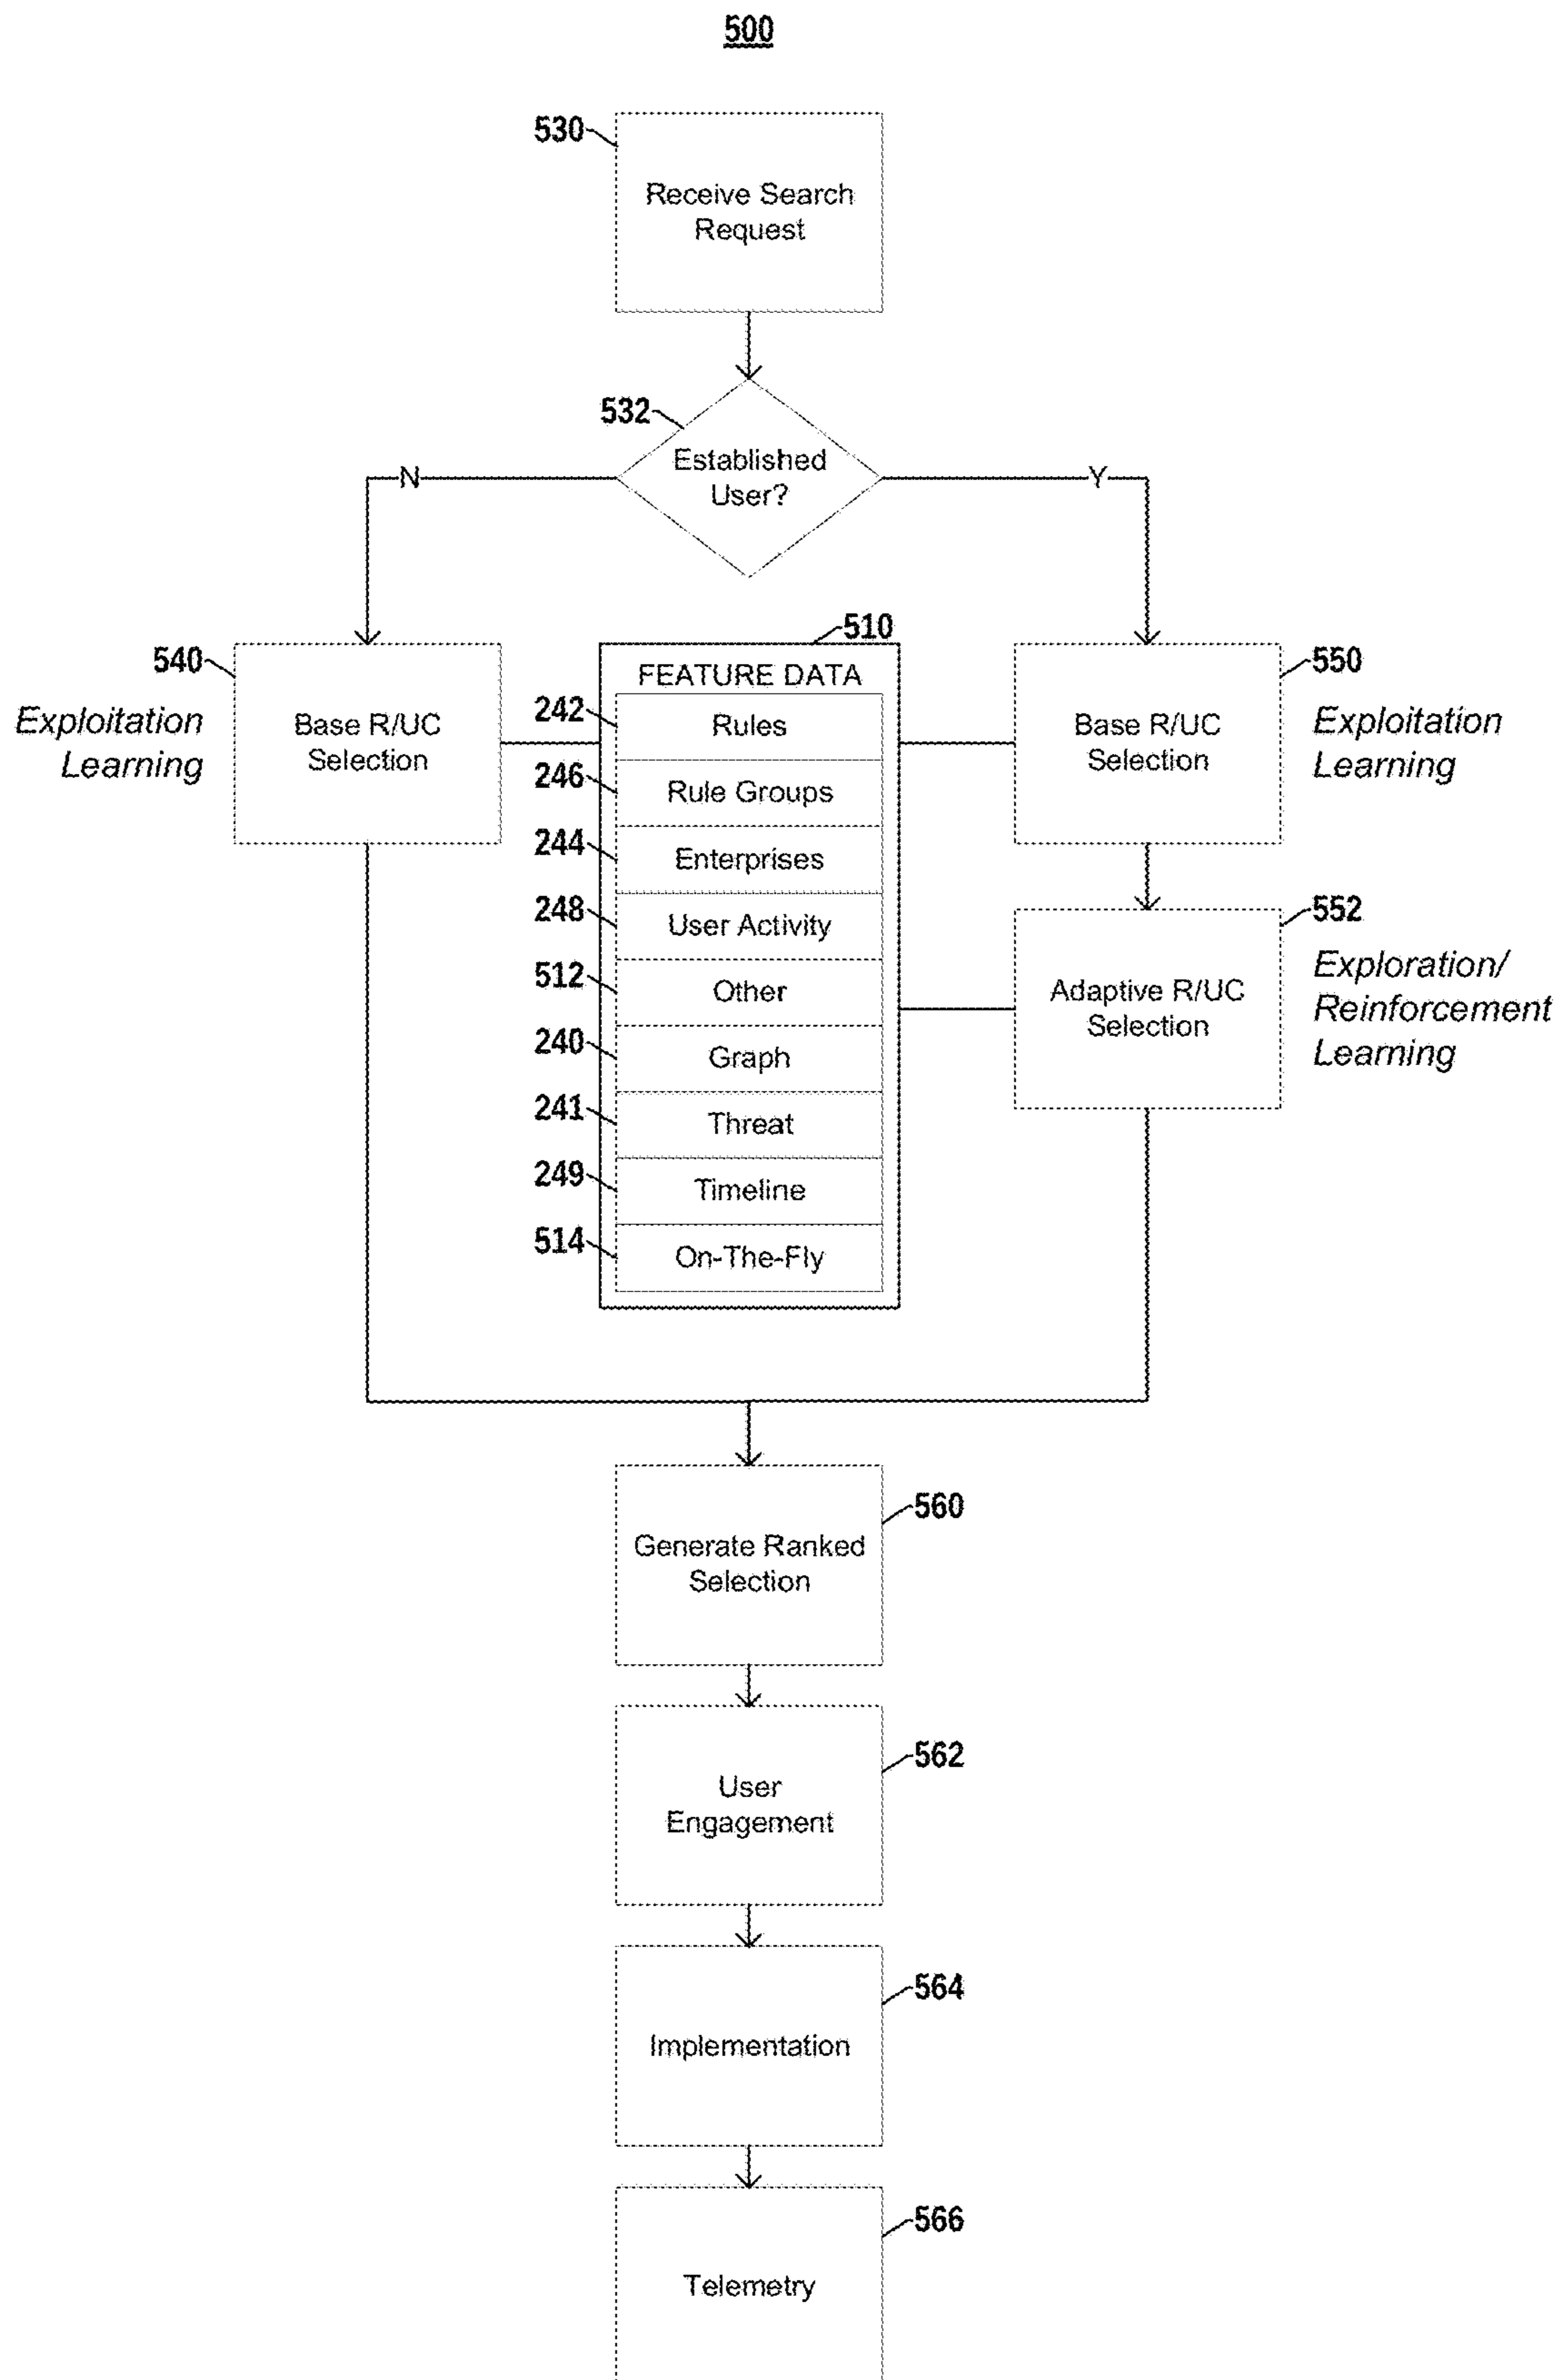 500
530
Receive Search
Request
532
Established
User?
N
Y
510
540
550
FEATURE DATA
Exploitation
Learning
Base R/UC
Selection
242
Rules
Base R/UC
Selection
Exploitation
Learning
246
Rule Groups
244
Enterprises
248
User Activity
552
512
Other
Adaptive R/UC
Selection
Exploration/
Reinforcement
Learning
240
Graph
241
Threat
249
Timeline
514
On-The-Fly
560
Generate Ranked
Selection
562
User
Engagement
564
Implementation
566
Telemetry